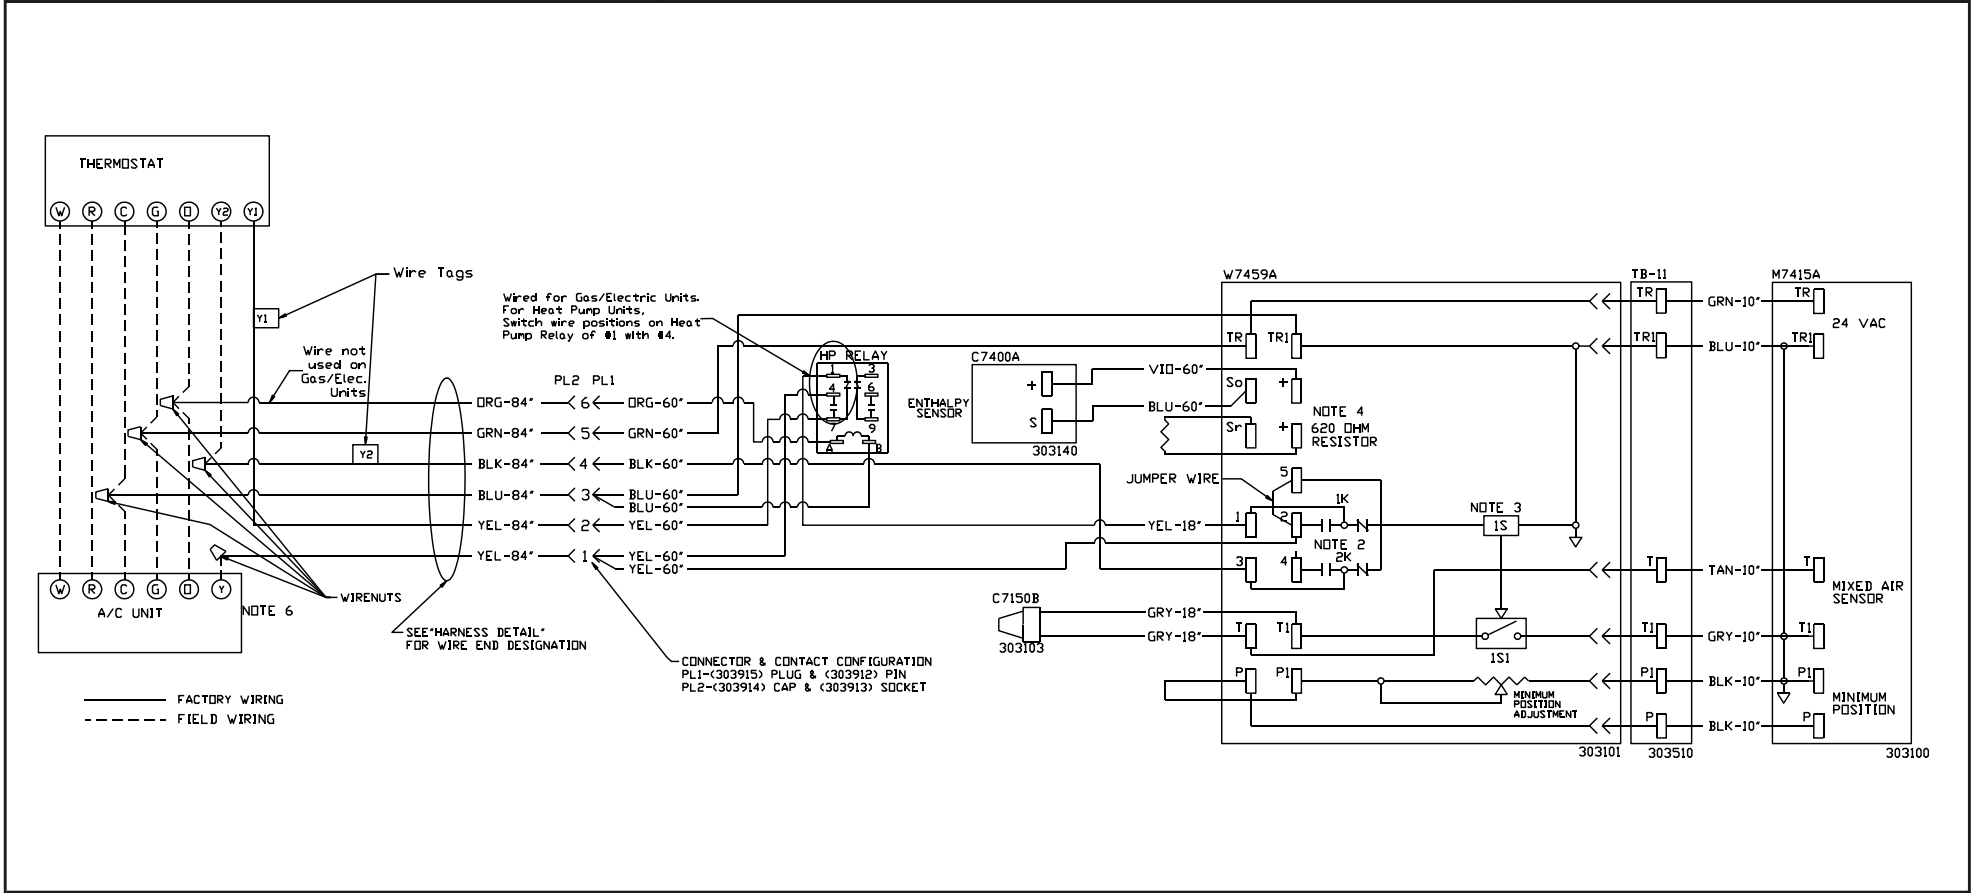 THERMOSTAT
W R C G O Y2 Y1
Wire Tags
Y1
Wire not
used on
Gas/Elec.
Units
Y2
Wired for Gas/Electric Units.
For Heat Pump Units,
Switch wire positions on Heat
Pump Relay of #1 with #4.
PL2 PL1
ORG-84" 6 ORG-60"
GRN-84" 5 GRN-60"
BLK-84" 4 BLK-60"
BLU-84" 3 BLU-60"
BLU-60"
YEL-84" 2 YEL-60"
YEL-84" 1 YEL-60"
YEL-60"
HP RELAY
1 3
4 6
7 9
A B
W R C G O Y
A/C UNIT
NOTE 6
WIRENUTS
SEE"HARNESS DETAIL"
FOR WIRE END DESIGNATION
CONNECTOR & CONTACT CONFIGURATION
PL1-(303915) PLUG & (303912) PIN
PL2-(303914) CAP & (303913) SOCKET
FACTORY WIRING
FIELD WIRING
C7400A
ENTHALPY
SENSOR
+
S
303140
VIO-60"
BLU-60"
JUMPER WIRE
YEL-18"
C7150B
303103
GRY-18"
GRY-18"
W7459A
TR TR1
So +
Sr +
NOTE 4
620 OHM
RESISTOR
5
1K
1 2
NOTE 2
2K
3 4
NOTE 3
1S
T T1
1S1
P P1
MINIMUM
POSITION
ADJUSTMENT
303101
TB-11
TR
TR1
T
T1
P1
P
303510
GRN-10"
BLU-10"
TAN-10"
GRY-10"
BLK-10"
BLK-10"
M7415A
TR
24 VAC
TR1
T
MIXED AIR
SENSOR
T1
P1
MINIMUM
POSITION
P
303100